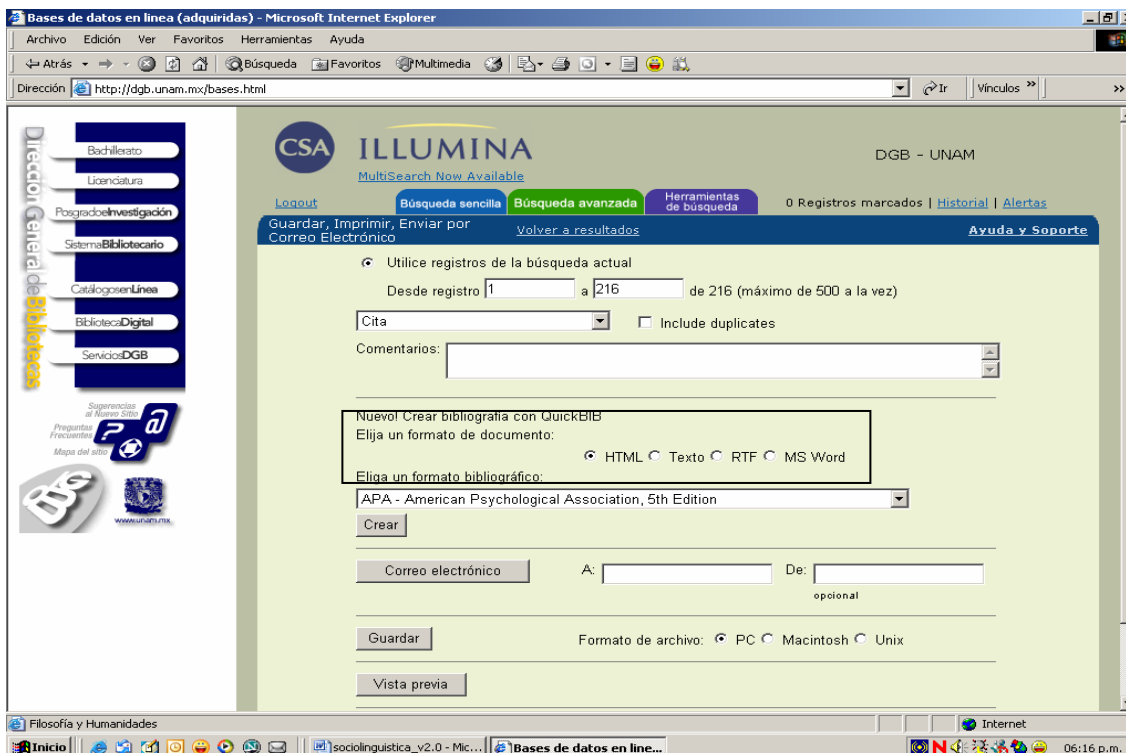 Bases de datos en linea (adquiridas) - Microsoft Internet Explorer
Archivo Edición Ver Favoritos Herramientas Ayuda
Atrás Búsqueda Favoritos Multimedia
Dirección http://dgb.unam.mx/bases.html Ir Vínculos »
Dirección General de Bibliotecas
Bachillerato
Licenciatura
PosgradoeInvestigación
SistemaBibliotecario
CatálogosenLínea
BibliotecaDigital
ServiciosDGB
Sugerencias
al Nuevo Sitio
Preguntas
Frecuentes
Mapa del sitio
www.unam.mx
CSA ILLUMINA
DGB - UNAM
MultiSearch Now Available
Logout Búsqueda sencilla Búsqueda avanzada Herramientas de búsqueda 0 Registros marcados | Historial | Alertas
Guardar, Imprimir, Enviar por
Correo Electrónico Volver a resultados Ayuda y Soporte
Utilice registros de la búsqueda actual
Desde registro 1 a 216 de 216 (máximo de 500 a la vez)
Cita Include duplicates
Comentarios:
Nuevo! Crear bibliografía con QuickBIB
Elija un formato de documento:
HTML Texto RTF MS Word
Eliga un formato bibliográfico:
APA - American Psychological Association, 5th Edition
Crear
Correo electrónico A: De:
opcional
Guardar Formato de archivo: PC Macintosh Unix
Vista previa
Filosofía y Humanidades Internet
Inicio sociolinguistica_v2.0 - Mic... Bases de datos en line... 06:16 p.m.